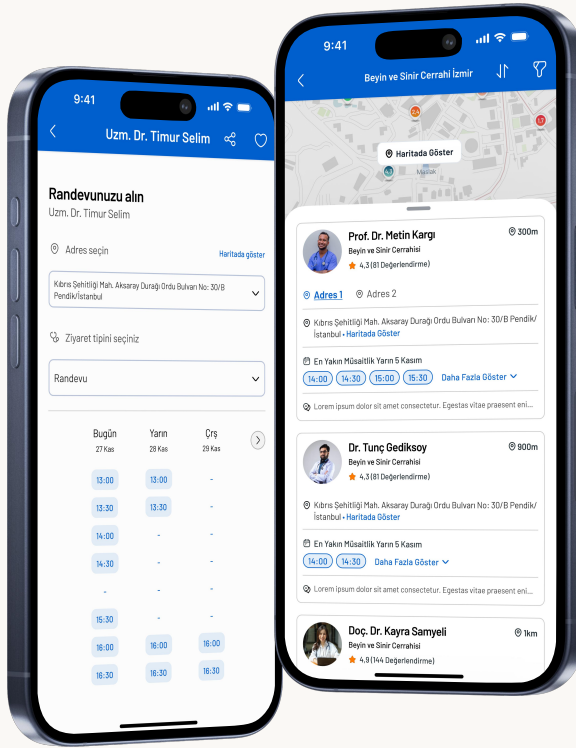 9:41
Uzm. Dr. Timur Selim
Randevunuzu alın
Uzm. Dr. Timur Selim
Adres seçin
Haritada göster
Kıbrıs Şehitliği Mah. Aksaray Durağı Ordu Bulvarı No: 30/B
Pendik/İstanbul
Ziyaret tipini seçiniz
Randevu
Bugün Yarın Çrş
27 Kas 28 Kas 29 Kas
13:00 13:00 -
13:30 13:30 -
14:00 - -
14:30 - -
- - -
15:30 - -
16:00 16:00 16:00
16:30 16:30 16:30
9:41
Beyin ve Sinir Cerrahi İzmir
2,4
3,7
Haritada Göster
4,3
Maslak
Prof. Dr. Metin Kargı
300m
Beyin ve Sinir Cerrahisi
4,3 (81 Değerlendirme)
Adres 1 Adres 2
Kıbrıs Şehitliği Mah. Aksaray Durağı Ordu Bulvarı No: 30/B Pendik/
İstanbul • Haritada Göster
En Yakın Müsaitlik Yarın 5 Kasım
14:00 14:30 15:00 15:30 Daha Fazla Göster
Lorem ipsum dolor sit amet consectetur. Egestas vitae praesent eni...
Dr. Tunç Gediksoy
900m
Beyin ve Sinir Cerrahisi
4,3 (81 Değerlendirme)
Kıbrıs Şehitliği Mah. Aksaray Durağı Ordu Bulvarı No: 30/B Pendik/
İstanbul • Haritada Göster
En Yakın Müsaitlik Yarın 5 Kasım
14:00 14:30 Daha Fazla Göster
Lorem ipsum dolor sit amet consectetur. Egestas vitae praesent eni...
Doç. Dr. Kayra Samyeli
1km
Beyin ve Sinir Cerrahisi
4,9 (144 Değerlendirme)